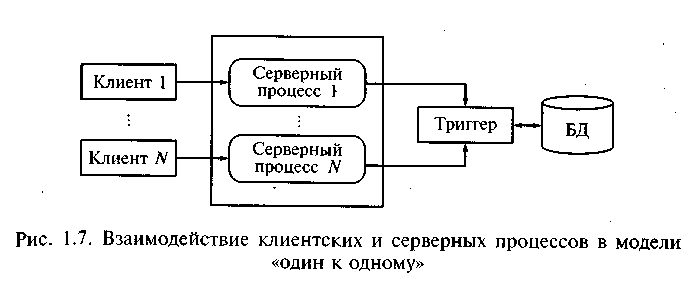 Клиент 1
Серверный
процесс 1
Триггер
БД
Клиент N
Серверный
процесс N
Рис. 1.7. Взаимодействие клиентских и серверных процессов в модели
«один к одному»